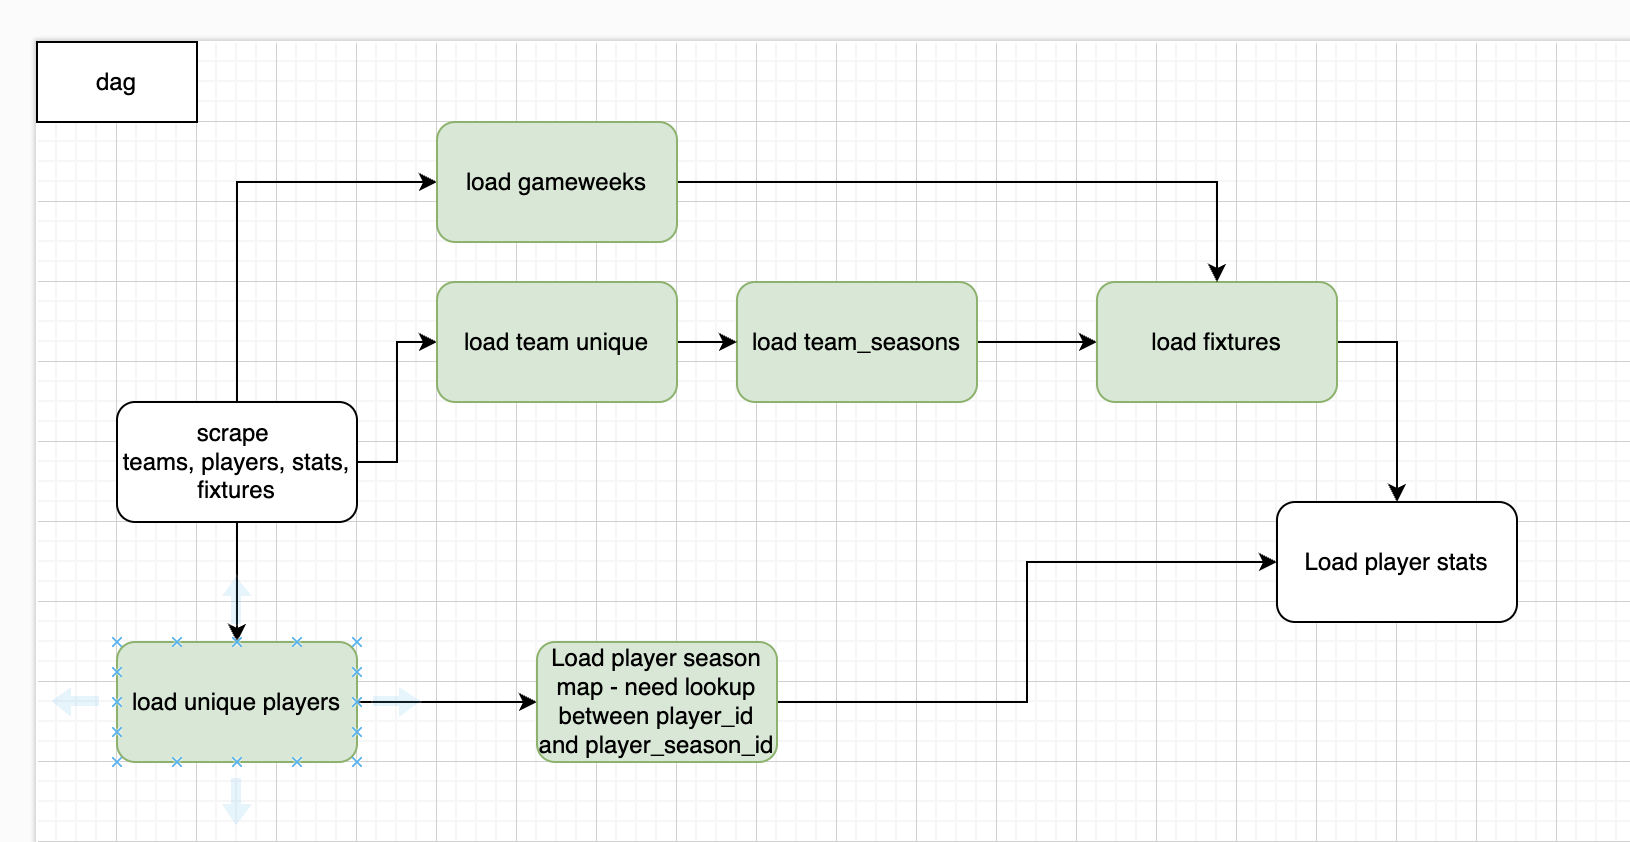 dag
load gameweeks
load team unique
load team_seasons
load fixtures
scrape
teams, players, stats,
fixtures
Load player stats
load unique players
Load player season
map - need lookup
between player_id
and player_season_id